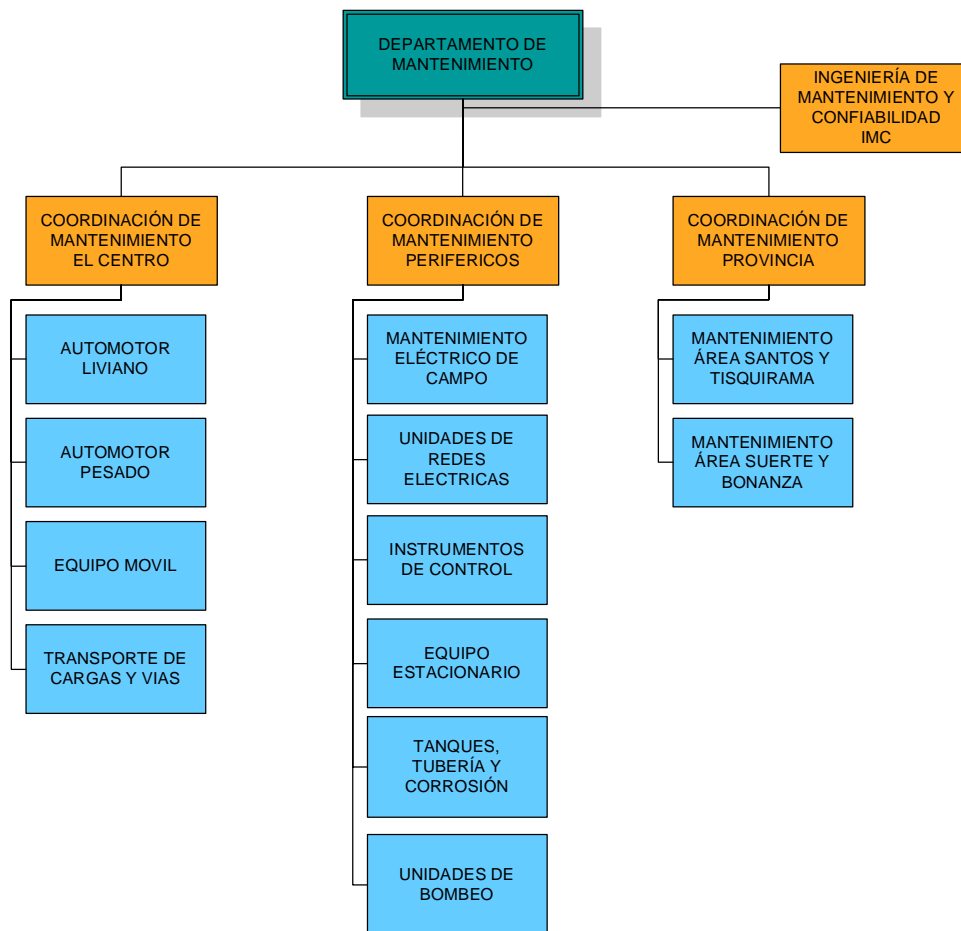 DEPARTAMENTO DE
MANTENIMIENTO
INGENIERÍA DE
MANTENIMIENTO Y
CONFIABILIDAD
IMC
COORDINACIÓN DE
MANTENIMIENTO
EL CENTRO
COORDINACIÓN DE
MANTENIMIENTO
PERIFERICOS
COORDINACIÓN DE
MANTENIMIENTO
PROVINCIA
AUTOMOTOR
LIVIANO
AUTOMOTOR
PESADO
EQUIPO MOVIL
TRANSPORTE DE
CARGAS Y VIAS
MANTENIMIENTO
ELÉCTRICO DE
CAMPO
UNIDADES DE
REDES
ELECTRICAS
INSTRUMENTOS
DE CONTROL
EQUIPO
ESTACIONARIO
TANQUES,
TUBERÍA Y
CORROSIÓN
UNIDADES DE
BOMBEO
MANTENIMIENTO
ÁREA SANTOS Y
TISQUIRAMA
MANTENIMIENTO
ÁREA SUERTE Y
BONANZA